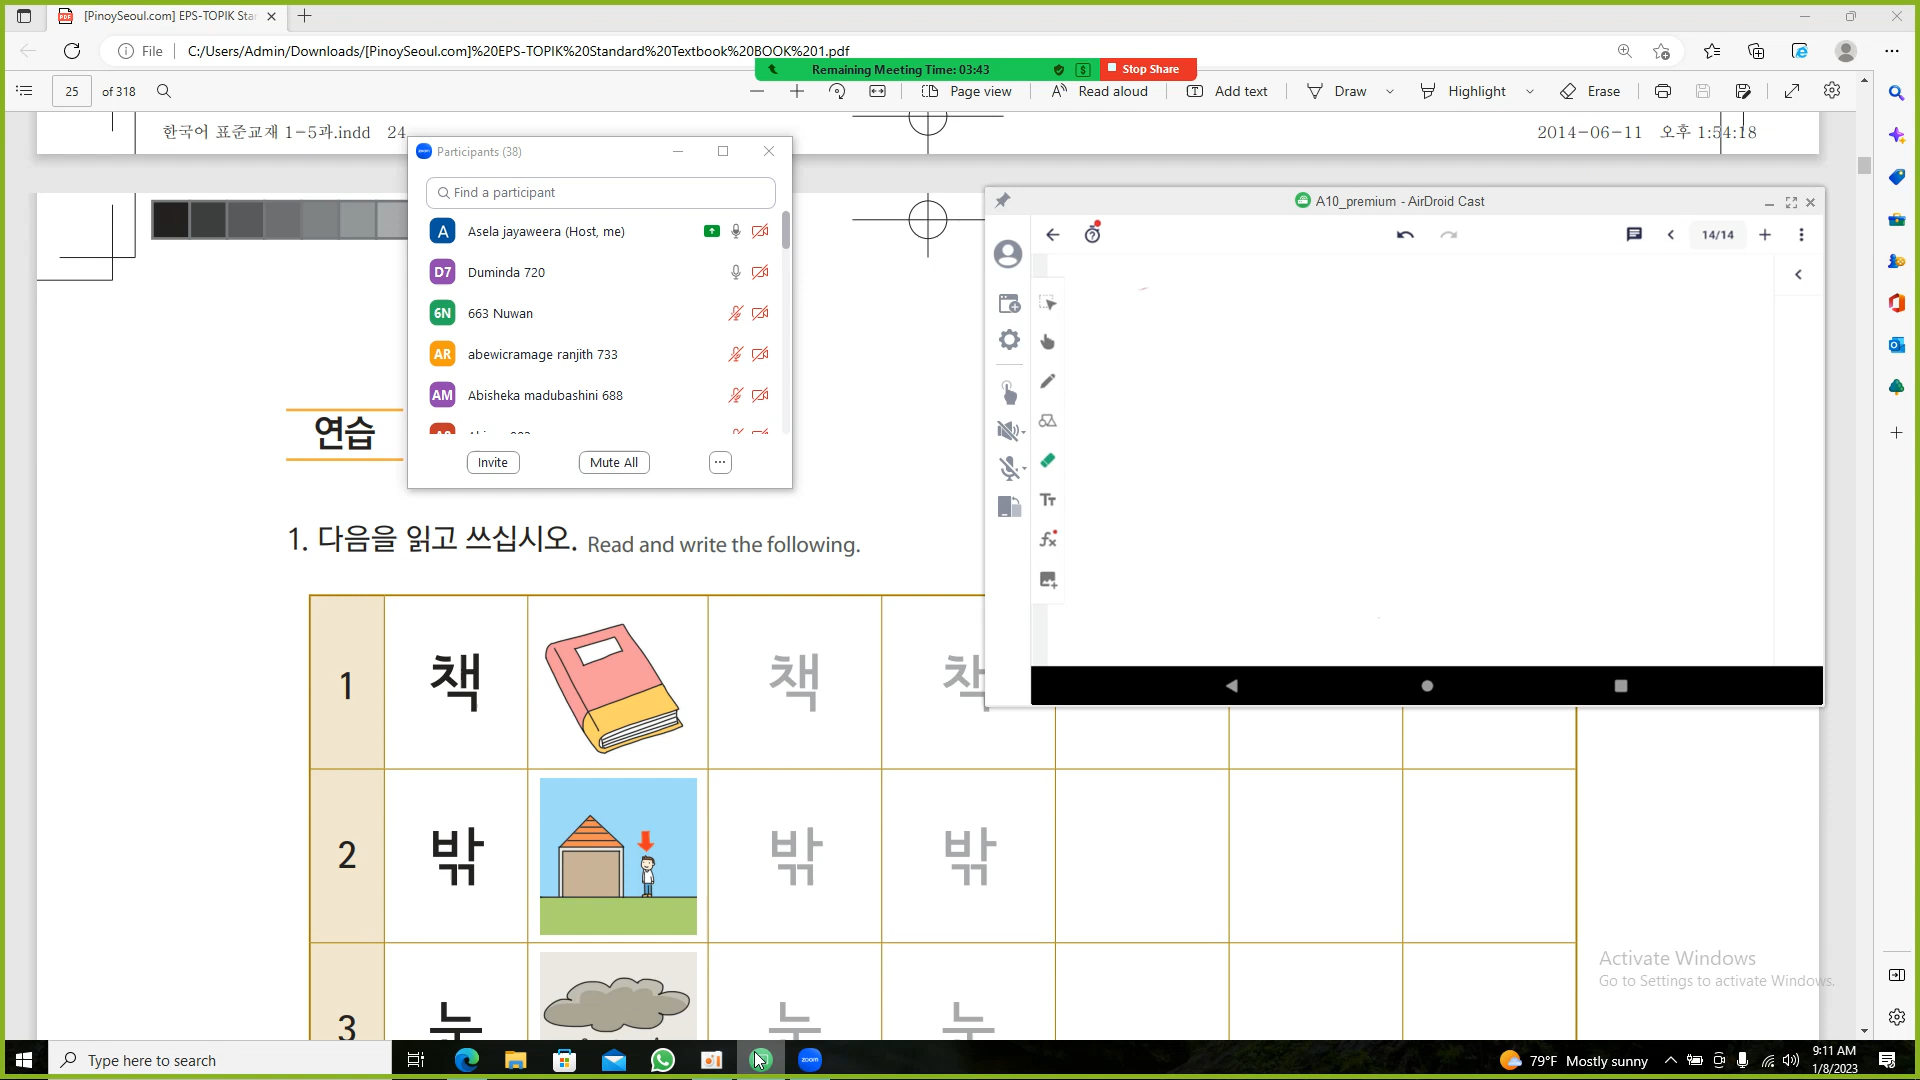 [PinoySeoul.com] EPS-TOPIK Sta
File
C:/Users/Admin/Downloads/[PinoySeoul.com]%20EPS-TOPIK%20Standard%20Textbook%20BOOK%201.pdf
Remaining Meeting Time: 03:43
Stop Share
25
of 318
Page view
Read aloud
Add text
Draw
Highlight
Erase
한국어 표준교재 1-5과.indd 24
2014-06-11 오후 1:54:18
Participants (38)
Find a participant
A
Asela jayaweera (Host, me)
D7
Duminda 720
6N
663 Nuwan
AR
abewicramage ranjith 733
AM
Abisheka madubashini 688
Invite
Mute All
A10_premium - AirDroid Cast
14/14
연습
1. 다음을 읽고 쓰십시오. Read and write the following.
1
책
책
책
2
밖
밖
밖
3
Activate Windows
Go to Settings to activate Windows.
Type here to search
zoom
79°F Mostly sunny
9:11 AM
1/8/2023